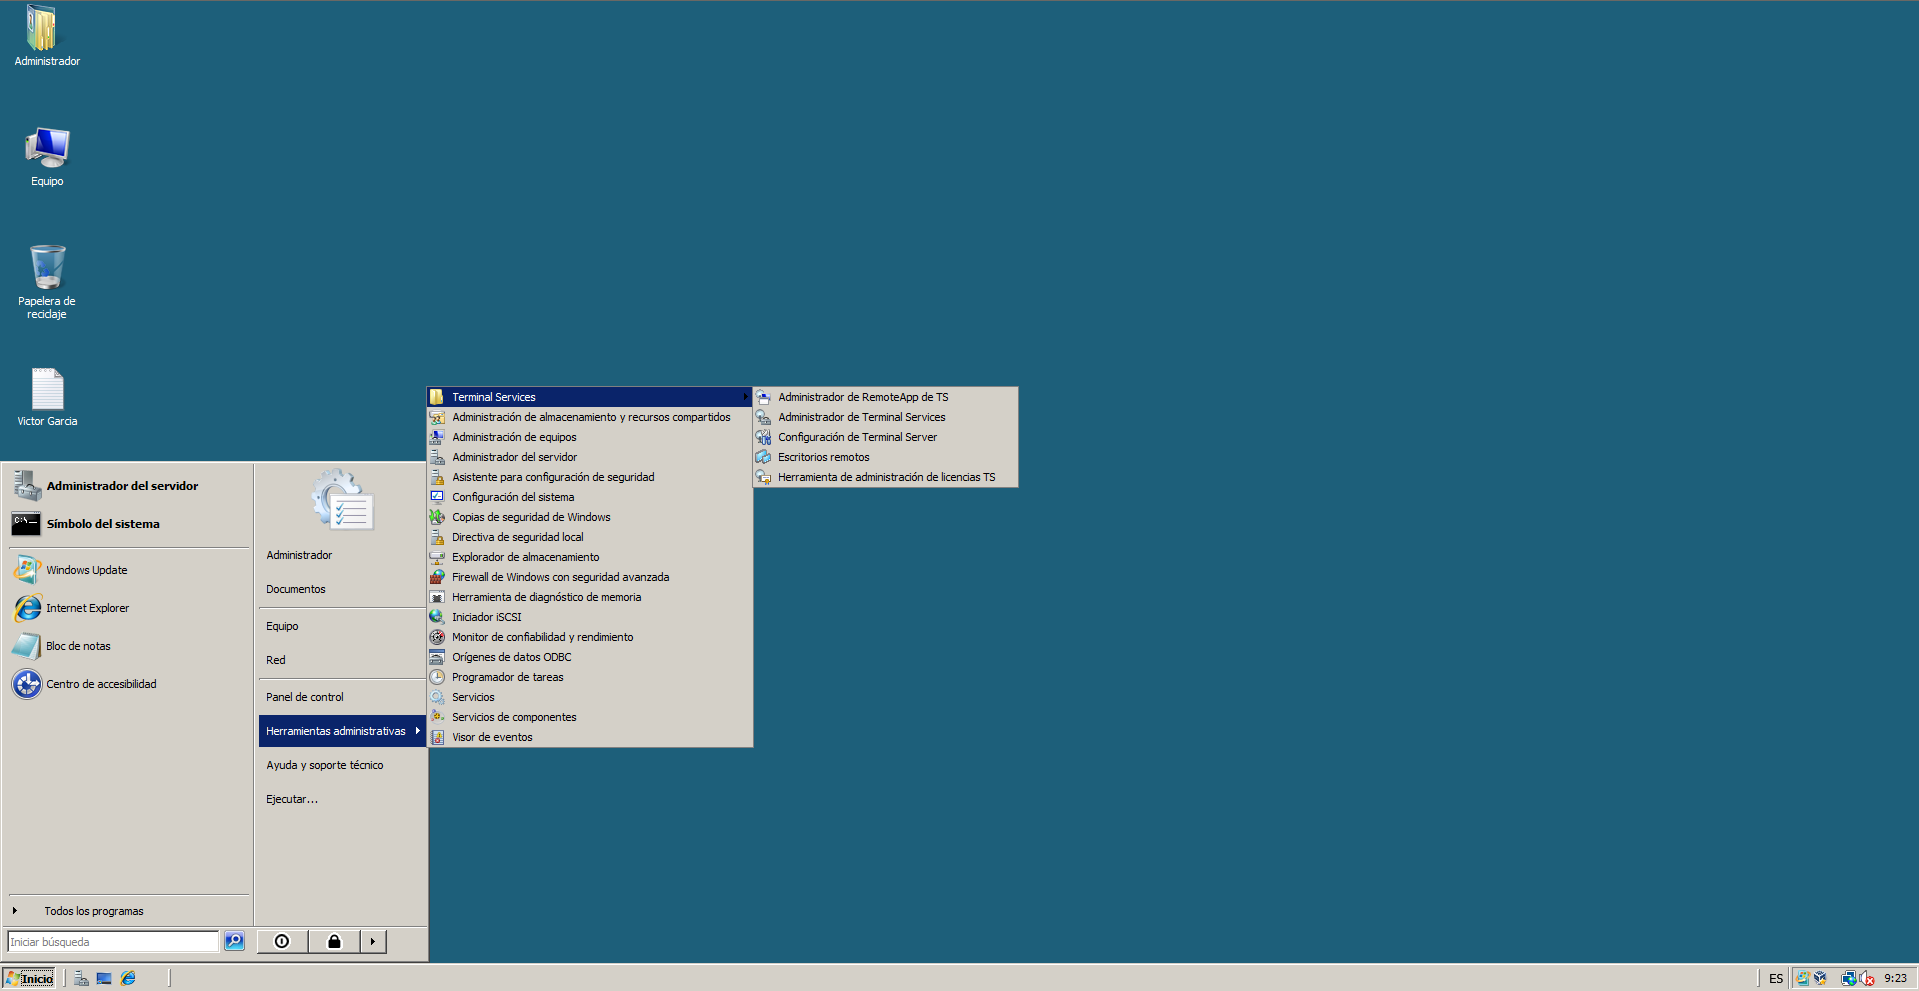 Administrador
Equipo
Papelera de
reciclaje
Victor Garcia
Administrador del servidor
Símbolo del sistema
Windows Update
Internet Explorer
Bloc de notas
Centro de accesibilidad
Todos los programas
Iniciar búsqueda
Administrador
Documentos
Equipo
Red
Panel de control
Herramientas administrativas
Ayuda y soporte técnico
Ejecutar...
Terminal Services
Administración de almacenamiento y recursos compartidos
Administración de equipos
Administrador del servidor
Asistente para configuración de seguridad
Configuración del sistema
Copias de seguridad de Windows
Directiva de seguridad local
Explorador de almacenamiento
Firewall de Windows con seguridad avanzada
Herramienta de diagnóstico de memoria
Iniciador iSCSI
Monitor de confiabilidad y rendimiento
Orígenes de datos ODBC
Programador de tareas
Servicios
Servicios de componentes
Visor de eventos
Administrador de RemoteApp de TS
Administrador de Terminal Services
Configuración de Terminal Server
Escritorios remotos
Herramienta de administración de licencias TS
Inicio
ES
9:23